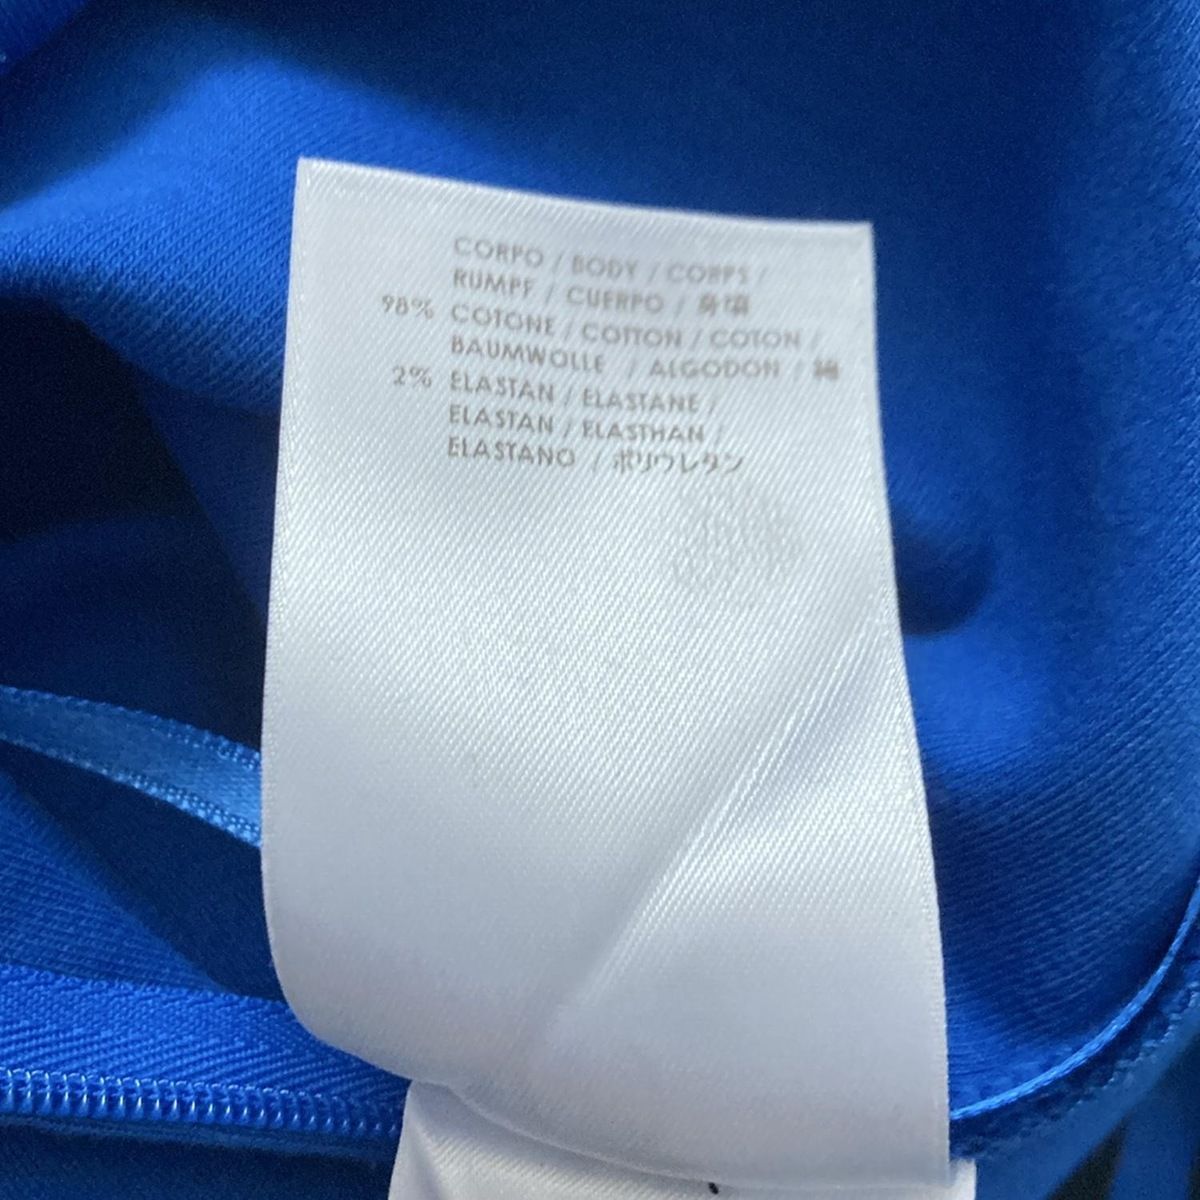 CORPO / BODY / CORPS /
RUMPF / CUERPO / 身頃
98% COTONE / COTTON / COTON /
BAUMWOLLE / ALGODON / 綿
2% ELASTAN / ELASTANE /
ELASTAN / ELASTHAN /
ELASTANO / ポリウレタン